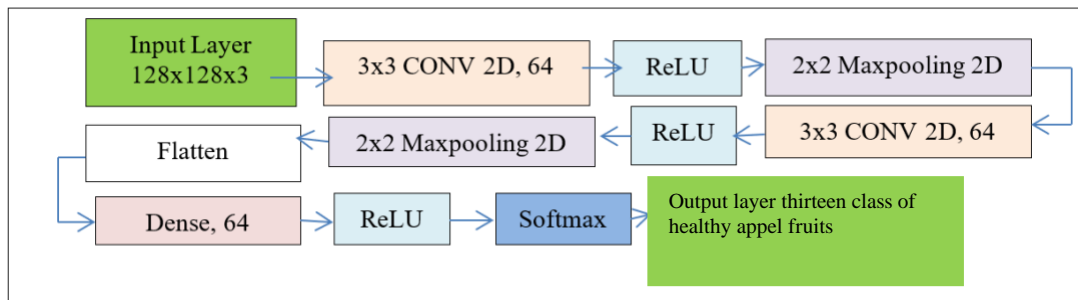 Input Layer
128x128x3
3x3 CONV 2D, 64
ReLU
2x2 Maxpooling 2D
3x3 CONV 2D, 64
ReLU
2x2 Maxpooling 2D
Flatten
Dense, 64
ReLU
Softmax
Output layer thirteen class of
healthy appel fruits